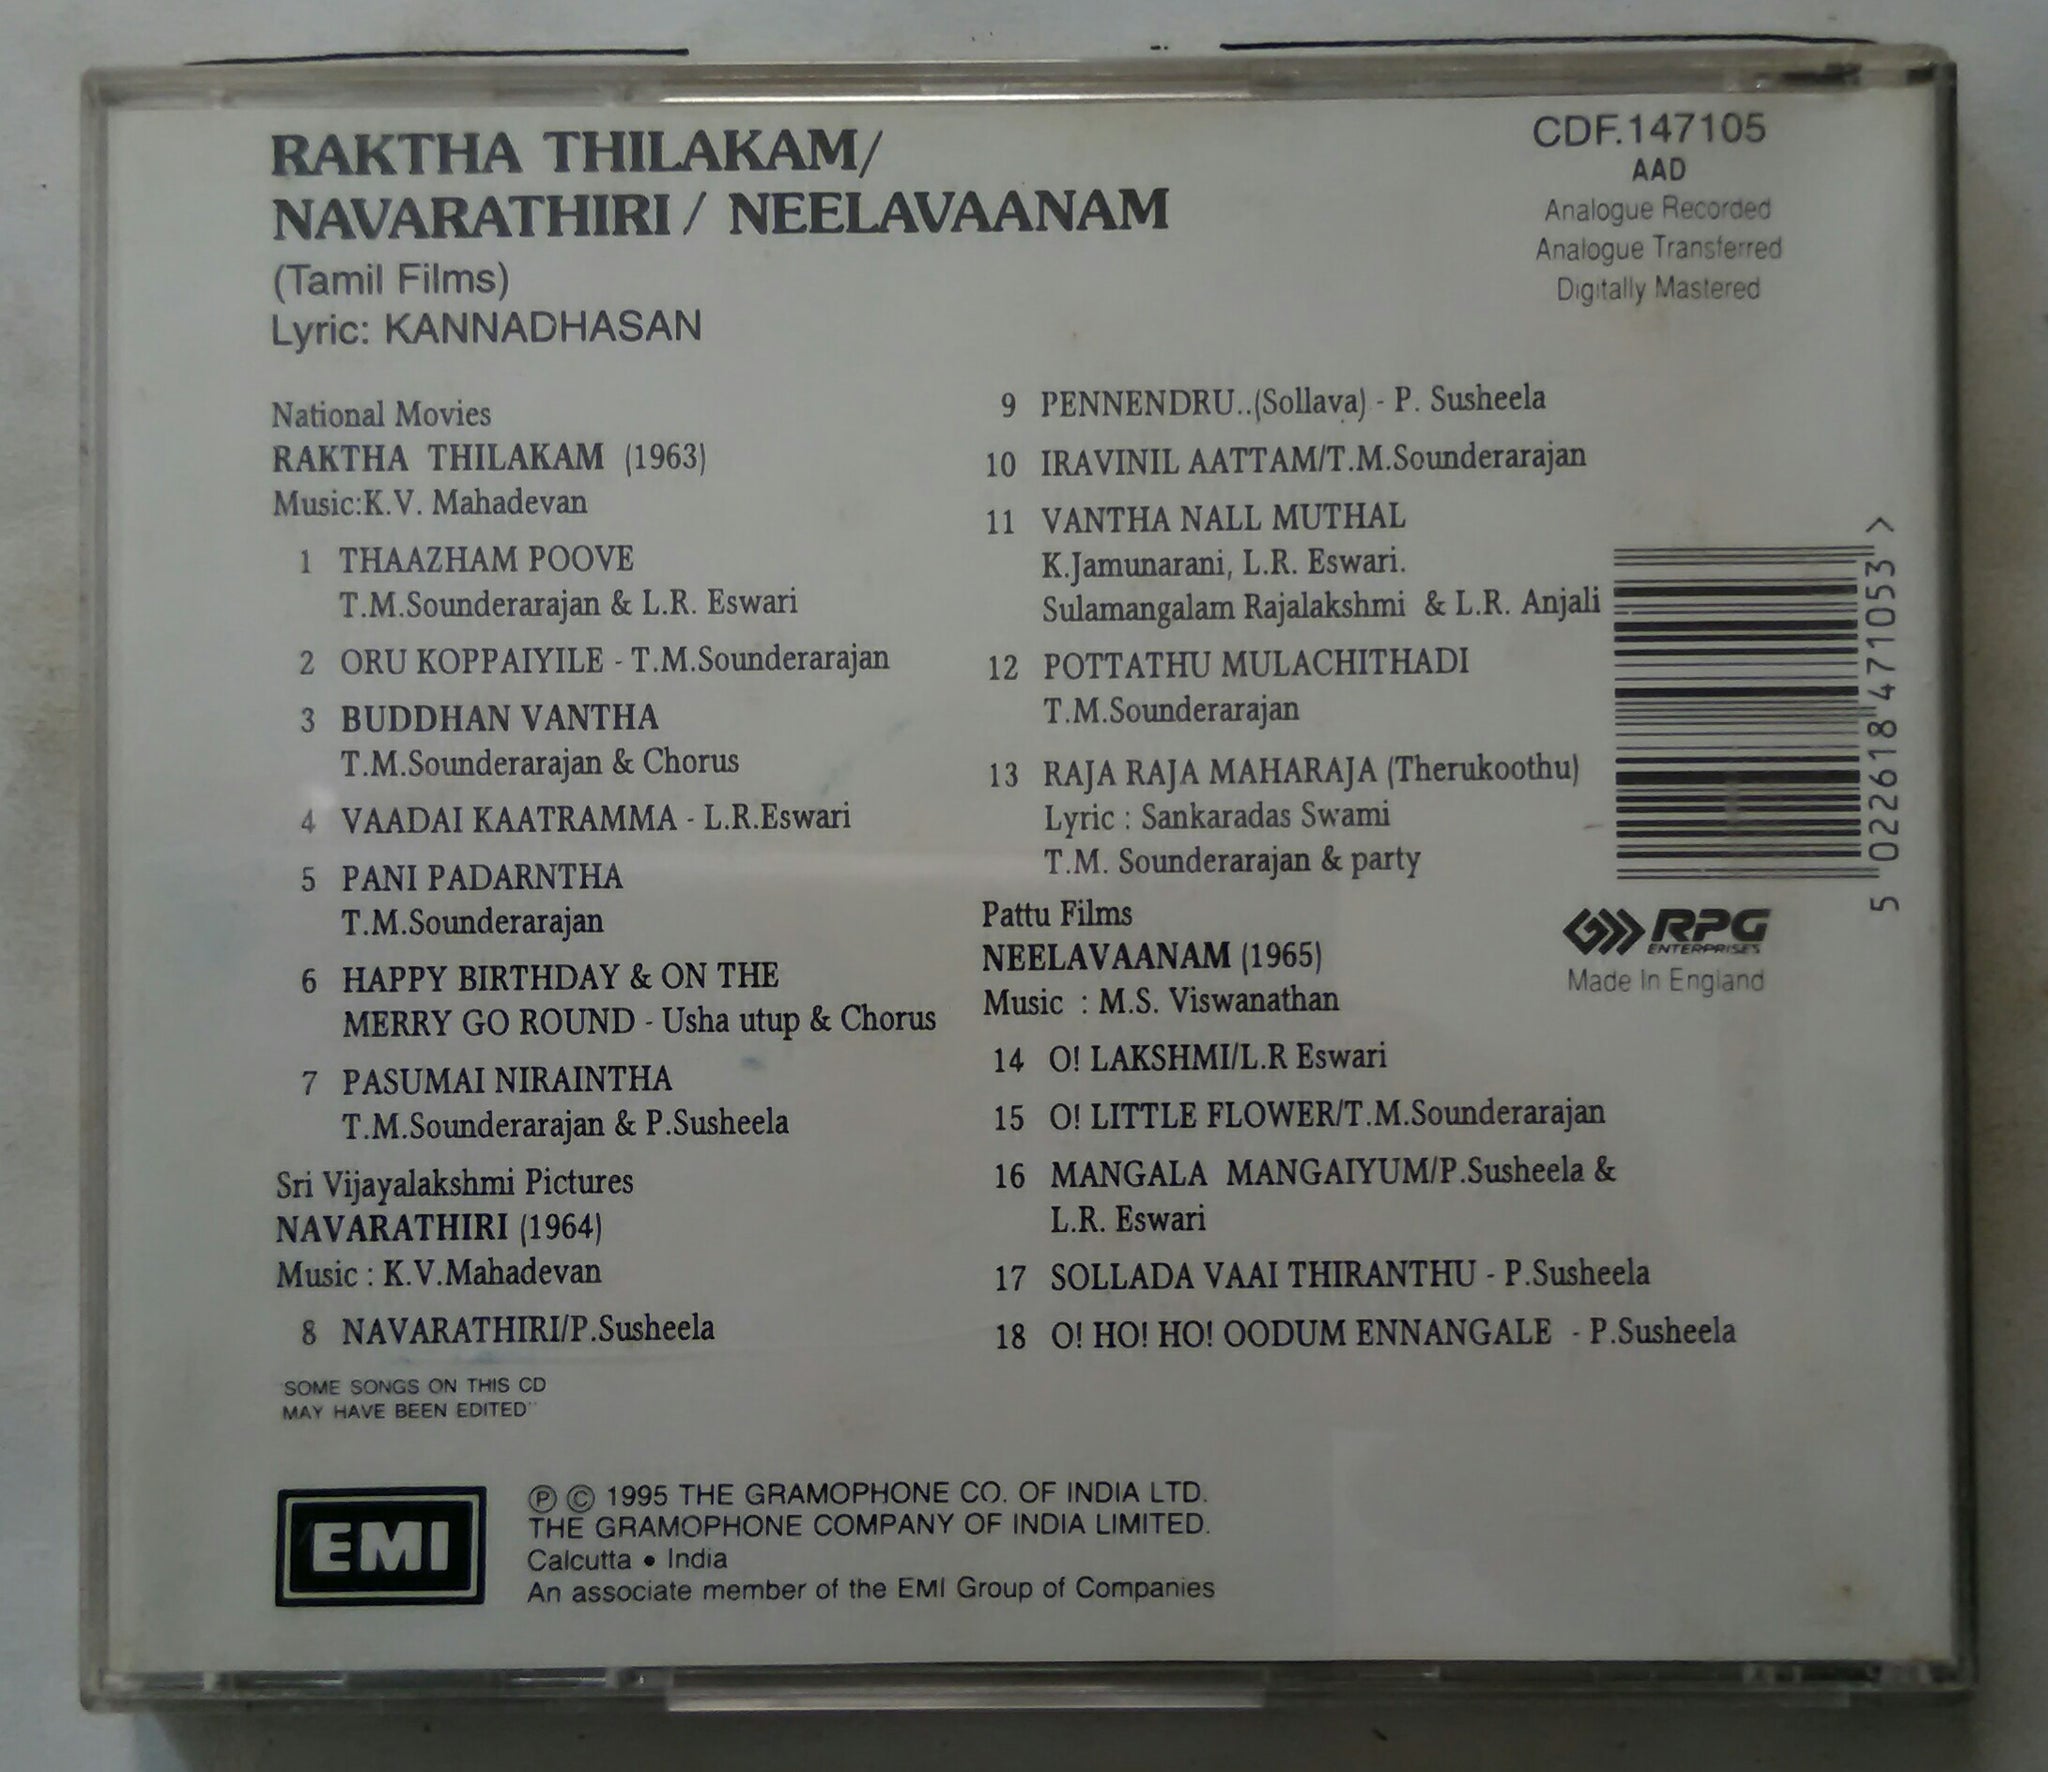 RAKTHA THILAKAM/
NAVARATHIRI / NEELAVAANAM
(Tamil Films)
Lyric: KANNADHASAN
CDF.147105
AAD
Analogue Recorded
Analogue Transferred
Digitally Mastered
National Movies
RAKTHA THILAKAM (1963)
Music:K.V. Mahadevan
1 THAAZHAM POOVE
T.M.Sounderarajan & L.R. Eswari
2 ORU KOPPAIYILE - T.M.Sounderarajan
3 BUDDHAN VANTHA
T.M.Sounderarajan & Chorus
4 VAADAI KAATRAMMA - L.R.Eswari
5 PANI PADARNTHA
T.M.Sounderarajan
6 HAPPY BIRTHDAY & ON THE
MERRY GO ROUND - Usha utup & Chorus
7 PASUMAI NIRAINTHA
T.M.Sounderarajan & P.Susheela
Sri Vijayalakshmi Pictures
NAVARATHIRI (1964)
Music : K.V.Mahadevan
8 NAVARATHIRI/P.Susheela
9 PENNENDRU..(Sollava) - P. Susheela
10 IRAVINIL AATTAM/T.M.Sounderarajan
11 VANTHA NALL MUTHAL
K.Jamunarani, L.R. Eswari.
Sulamangalam Rajalakshmi & L.R. Anjali
12 POTTATHU MULACHITHADI
T.M.Sounderarajan
13 RAJA RAJA MAHARAJA (Therukoothu)
Lyric : Sankaradas Swami
T.M. Sounderarajan & party
Pattu Films
NEELAVAANAM (1965)
Music : M.S. Viswanathan
14 O! LAKSHMI/L.R Eswari
15 O! LITTLE FLOWER/T.M.Sounderarajan
16 MANGALA MANGAIYUM/P.Susheela &
L.R. Eswari
17 SOLLADA VAAI THIRANTHU - P.Susheela
18 O! HO! HO! OODUM ENNANGALE - P.Susheela
5 022618 471053 >
RPG
ENTERPRISES
Made In England
SOME SONGS ON THIS CD
MAY HAVE BEEN EDITED"
EMI
℗ © 1995 THE GRAMOPHONE CO. OF INDIA LTD.
THE GRAMOPHONE COMPANY OF INDIA LIMITED.
Calcutta • India
An associate member of the EMI Group of Companies